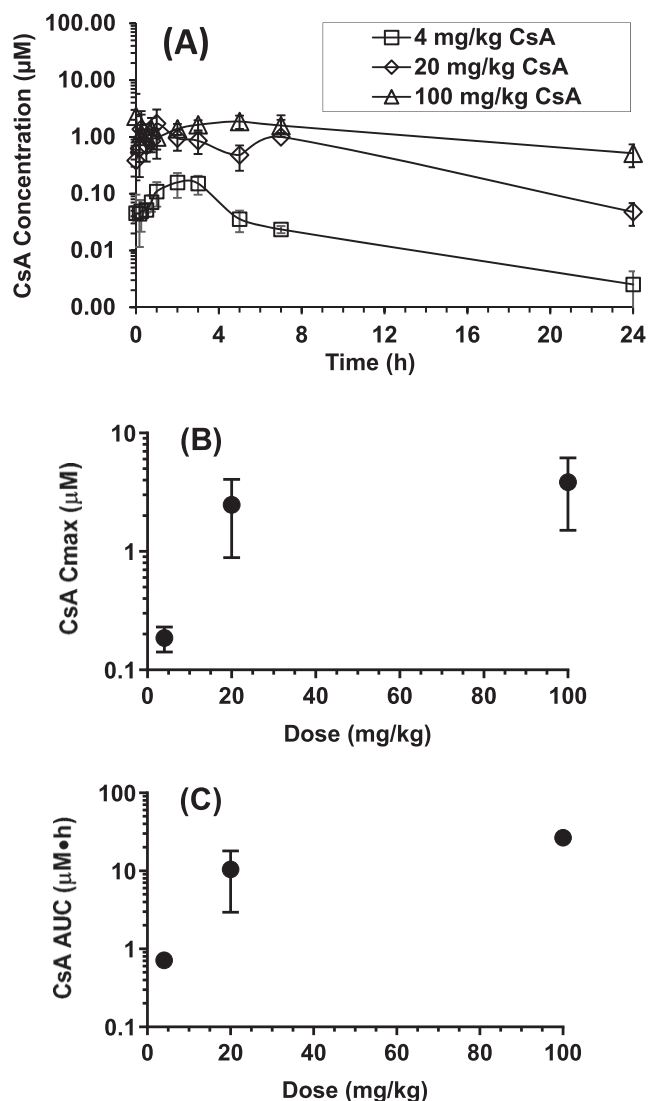 (A)
CsA Concentration (µM)
100.00
10.00
1.00
0.10
0.01
0.00
4 mg/kg CsA
20 mg/kg CsA
100 mg/kg CsA
0 4 8 12 16 20 24
Time (h)
(B)
CsA Cmax (µM)
10
1
0.1
0 20 40 60 80 100
Dose (mg/kg)
(C)
CsA AUC (µM•h)
100
10
1
0.1
0 20 40 60 80 100
Dose (mg/kg)